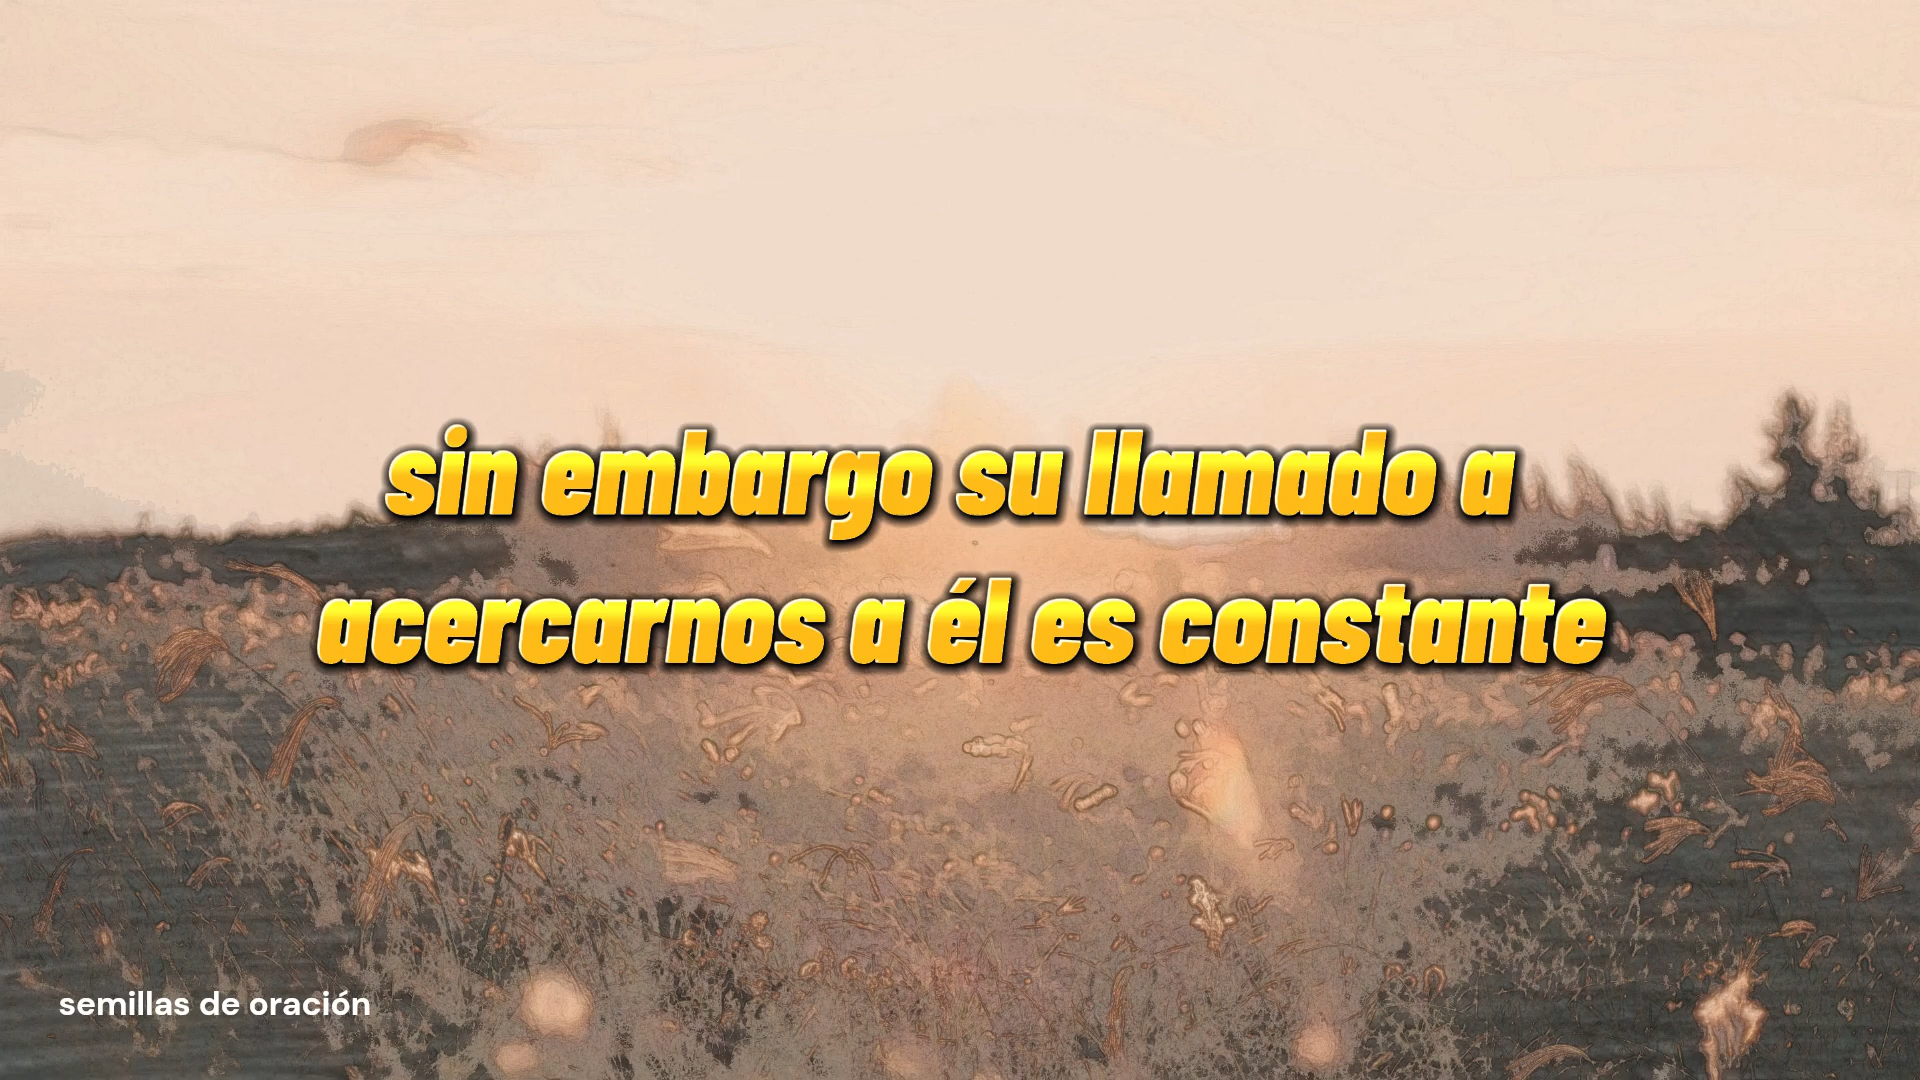 sin embargo su llamado a
acercarnos a él es constante
semillas de oración